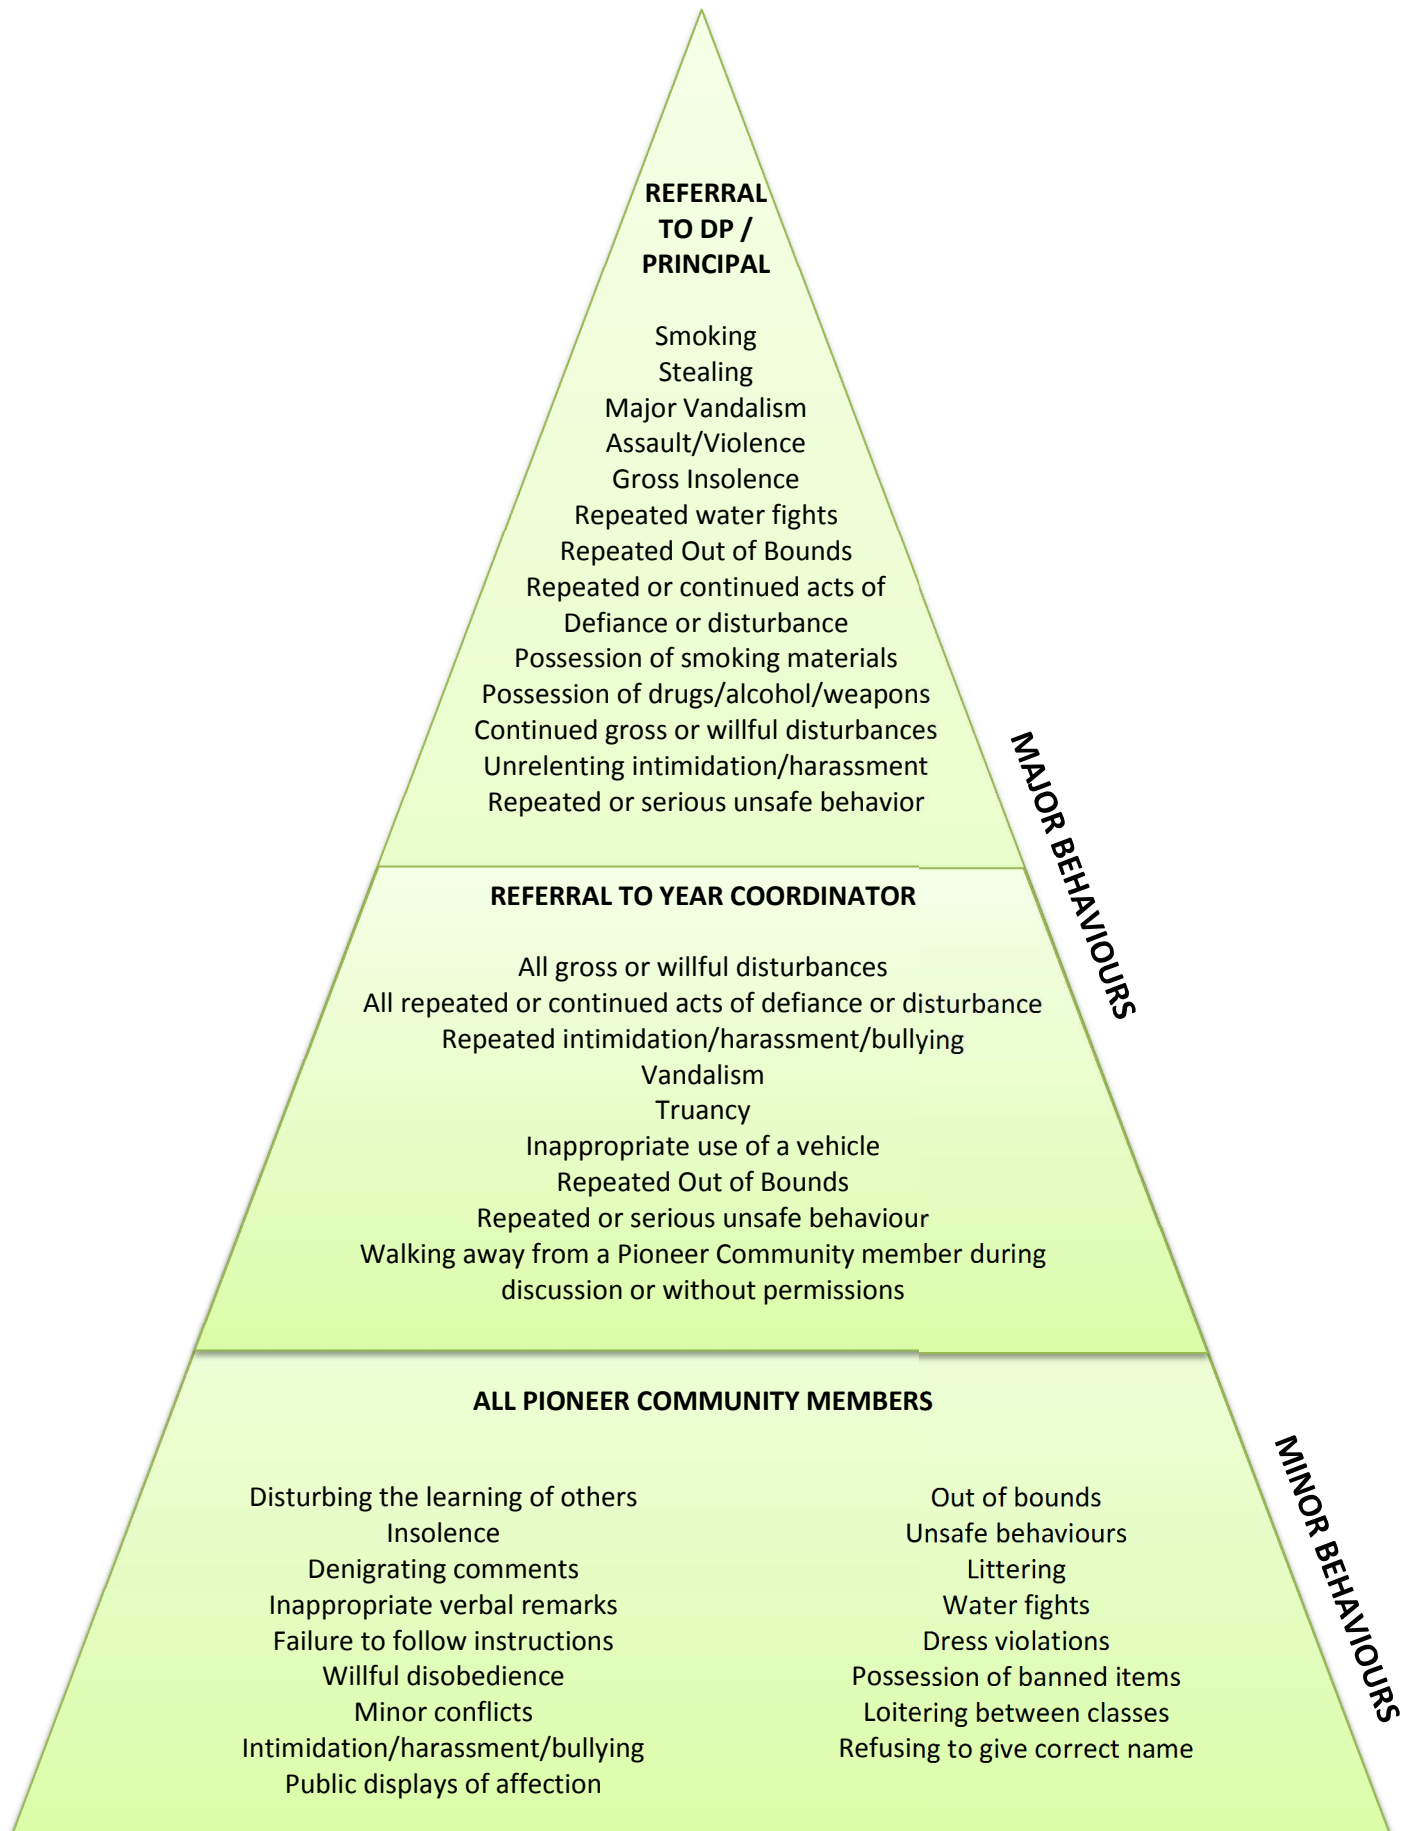 REFERRAL
TO DP /
PRINCIPAL
Smoking
Stealing
Major Vandalism
Assault/Violence
Gross Insolence
Repeated water fights
Repeated Out of Bounds
Repeated or continued acts of
Defiance or disturbance
Possession of smoking materials
Possession of drugs/alcohol/weapons
Continued gross or willful disturbances
Unrelenting intimidation/harassment
Repeated or serious unsafe behavior
MAJOR BEHAVIOURS
REFERRAL TO YEAR COORDINATOR
All gross or willful disturbances
All repeated or continued acts of defiance or disturbance
Repeated intimidation/harassment/bullying
Vandalism
Truancy
Inappropriate use of a vehicle
Repeated Out of Bounds
Repeated or serious unsafe behaviour
Walking away from a Pioneer Community member during
discussion or without permissions
ALL PIONEER COMMUNITY MEMBERS
Disturbing the learning of others
Insolence
Denigrating comments
Inappropriate verbal remarks
Failure to follow instructions
Willful disobedience
Minor conflicts
Intimidation/harassment/bullying
Public displays of affection
Out of bounds
Unsafe behaviours
Littering
Water fights
Dress violations
Possession of banned items
Loitering between classes
Refusing to give correct name
MINOR BEHAVIOURS